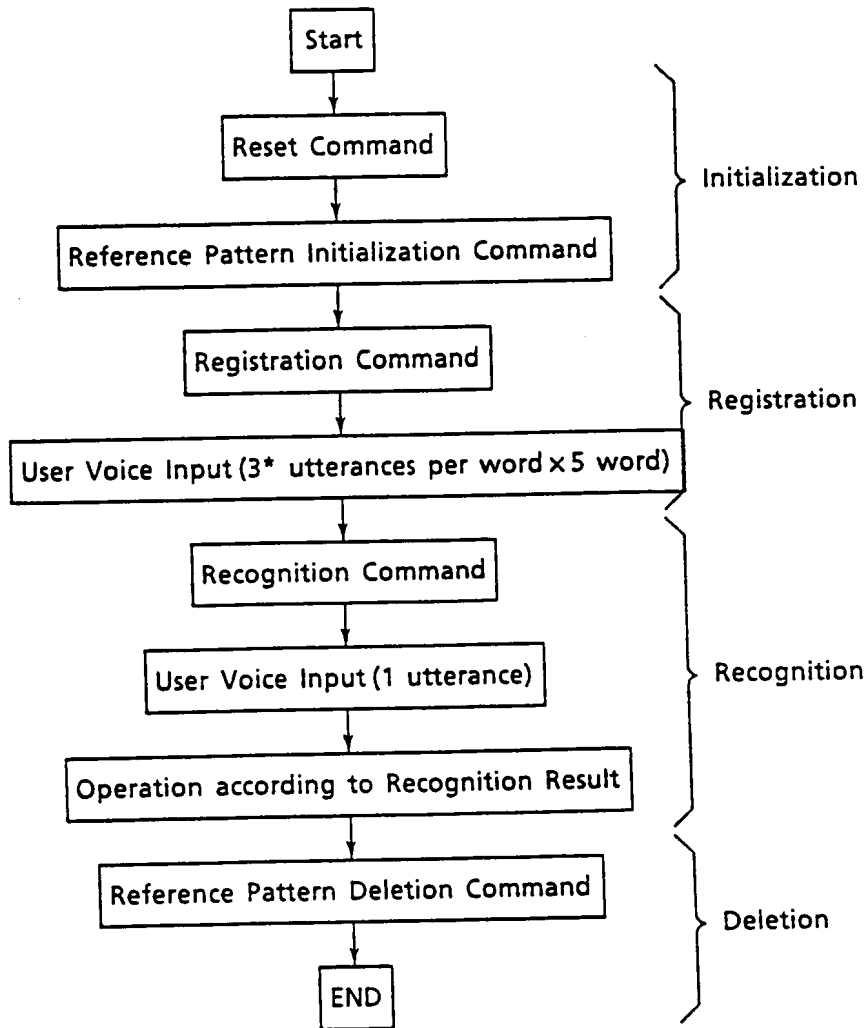 Start
Reset Command
Initialization
Reference Pattern Initialization Command
Registration Command
Registration
User Voice Input (3* utterances per word x 5 word)
Recognition Command
User Voice Input (1 utterance)
Recognition
Operation according to Recognition Result
Reference Pattern Deletion Command
Deletion
END